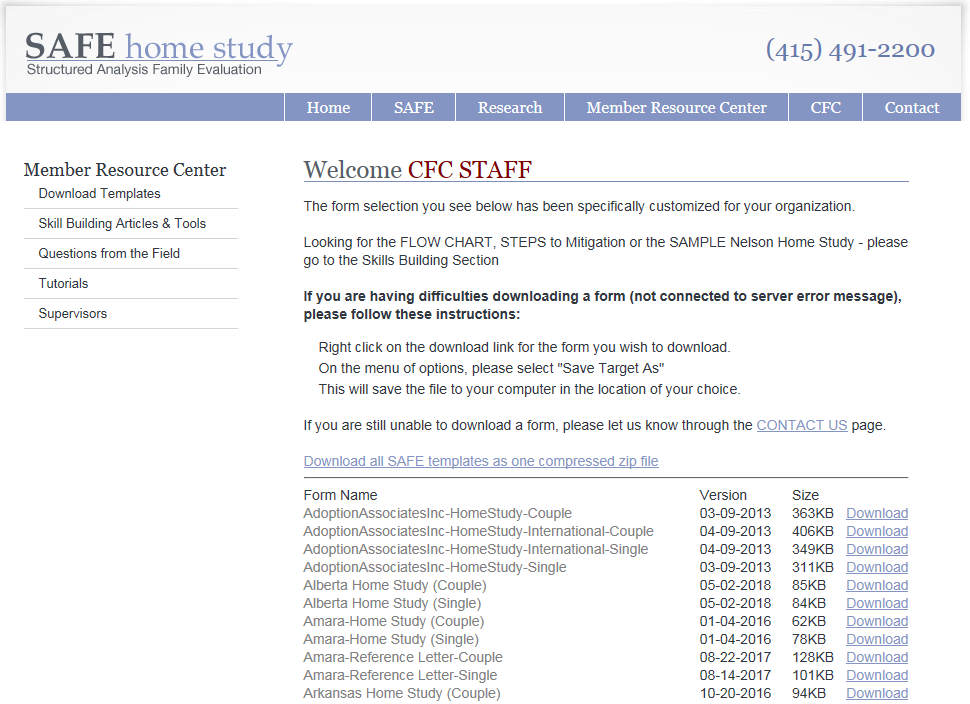 SAFE home study
Structured Analysis Family Evaluation
(415) 491-2200
Home SAFE Research Member Resource Center CFC Contact
Member Resource Center
Download Templates
Skill Building Articles & Tools
Questions from the Field
Tutorials
Supervisors
Welcome CFC STAFF
The form selection you see below has been specifically customized for your organization.
Looking for the FLOW CHART, STEPS to Mitigation or the SAMPLE Nelson Home Study - please
go to the Skills Building Section
If you are having difficulties downloading a form (not connected to server error message),
please follow these instructions:
Right click on the download link for the form you wish to download.
On the menu of options, please select "Save Target As"
This will save the file to your computer in the location of your choice.
If you are still unable to download a form, please let us know through the CONTACT US page.
Download all SAFE templates as one compressed zip file
Form Name Version Size
AdoptionAssociatesInc-HomeStudy-Couple 03-09-2013 363KB Download
AdoptionAssociatesInc-HomeStudy-International-Couple 04-09-2013 406KB Download
AdoptionAssociatesInc-HomeStudy-International-Single 04-09-2013 349KB Download
AdoptionAssociatesInc-HomeStudy-Single 03-09-2013 311KB Download
Alberta Home Study (Couple) 05-02-2018 85KB Download
Alberta Home Study (Single) 05-02-2018 84KB Download
Amara-Home Study (Couple) 01-04-2016 62KB Download
Amara-Home Study (Single) 01-04-2016 78KB Download
Amara-Reference Letter-Couple 08-22-2017 128KB Download
Amara-Reference Letter-Single 08-14-2017 101KB Download
Arkansas Home Study (Couple) 10-20-2016 94KB Download